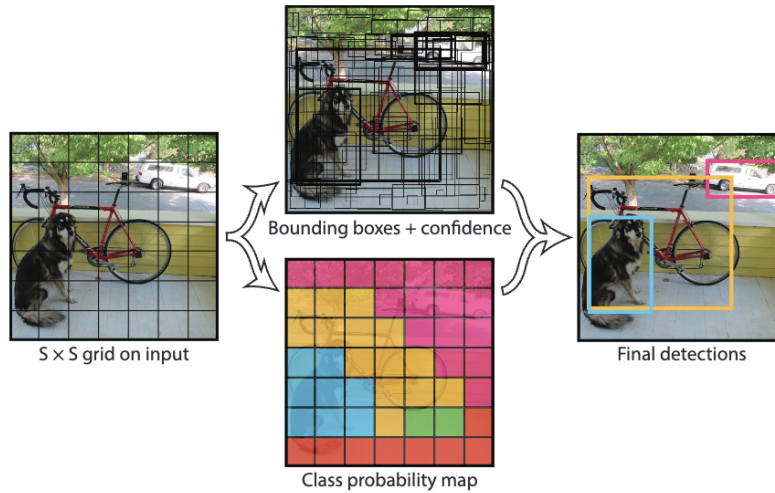 Bounding boxes + confidence
S × S grid on input
Final detections
Class probability map